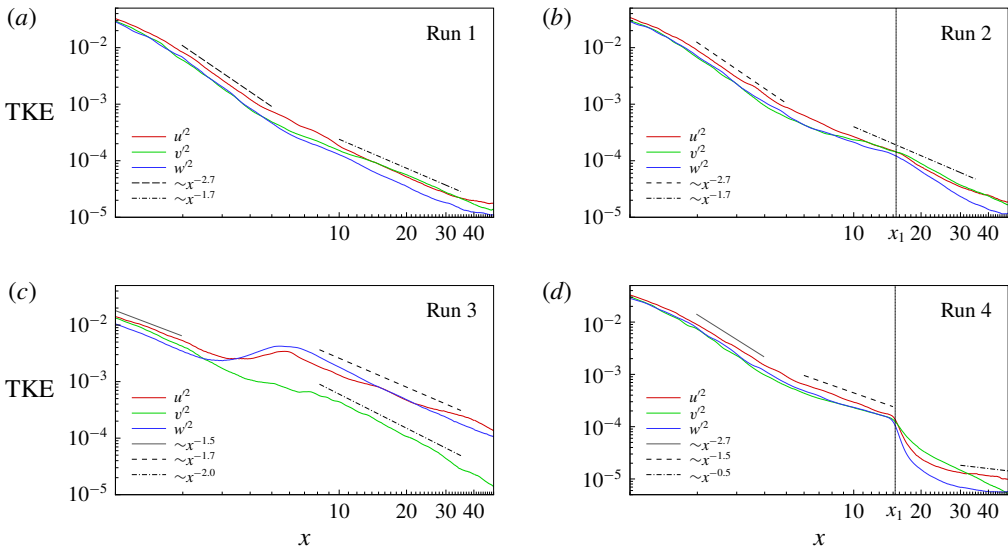 (a)
Run 1
10⁻²
10⁻³
TKE
10⁻⁴
10⁻⁵
u′²
v′²
w′²
~x⁻²·⁷
~x⁻¹·⁷
10 20 30 40
(b)
Run 2
10⁻²
10⁻³
10⁻⁴
10⁻⁵
u′²
v′²
w′²
~x⁻²·⁷
~x⁻¹·⁷
10 x₁ 20 30 40
(c)
Run 3
10⁻²
10⁻³
TKE
10⁻⁴
10⁻⁵
u′²
v′²
w′²
~x⁻¹·⁵
~x⁻¹·⁷
~x⁻²·⁰
10 20 30 40
x
(d)
Run 4
10⁻²
10⁻³
10⁻⁴
10⁻⁵
u′²
v′²
w′²
~x⁻²·⁷
~x⁻¹·⁵
~x⁻⁰·⁵
10 x₁ 20 30 40
x